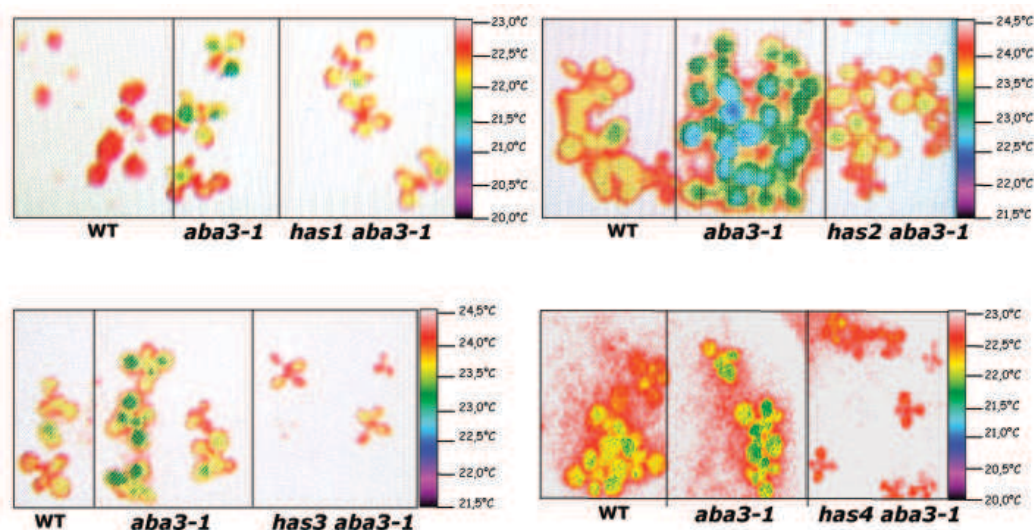 23,0°C
22,5°C
22,0°C
21,5°C
21,0°C
20,5°C
20,0°C
WT aba3-1 has1 aba3-1
24,5°C
24,0°C
23,5°C
23,0°C
22,5°C
22,0°C
21,5°C
WT aba3-1 has2 aba3-1
24,5°C
24,0°C
23,5°C
23,0°C
22,5°C
22,0°C
21,5°C
WT aba3-1 has3 aba3-1
23,0°C
22,5°C
22,0°C
21,5°C
21,0°C
20,5°C
20,0°C
WT aba3-1 has4 aba3-1